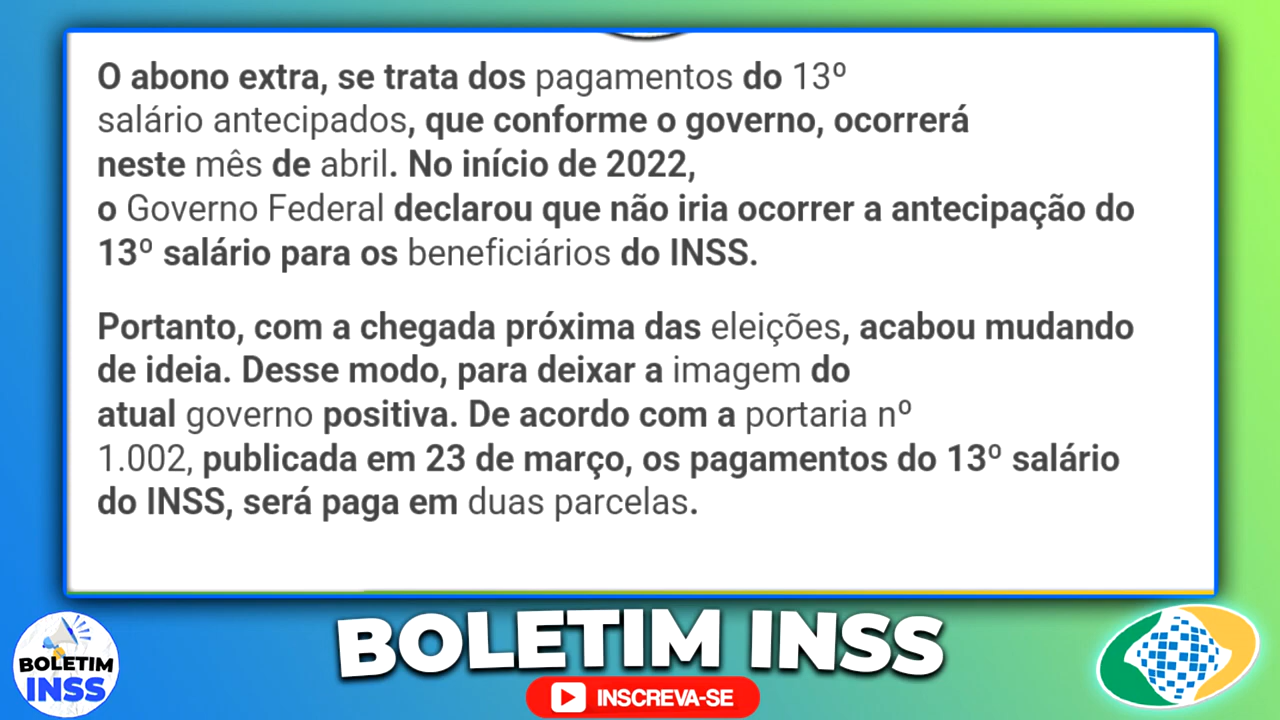 O abono extra, se trata dos pagamentos do 13º
salário antecipados, que conforme o governo, ocorrerá
neste mês de abril. No início de 2022,
o Governo Federal declarou que não iria ocorrer a antecipação do
13º salário para os beneficiários do INSS.
Portanto, com a chegada próxima das eleições, acabou mudando
de ideia. Desse modo, para deixar a imagem do
atual governo positiva. De acordo com a portaria nº
1.002, publicada em 23 de março, os pagamentos do 13º salário
do INSS, será paga em duas parcelas.
BOLETIM INSS
INSCREVA-SE
BOLETIM
INSS